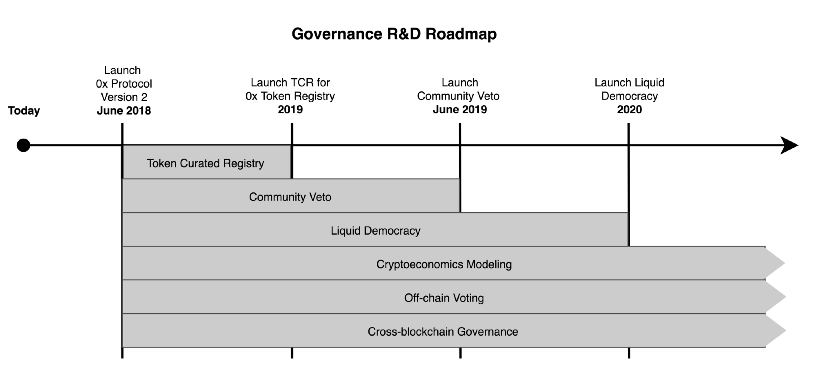 Governance R&D Roadmap
Today
Launch
0x Protocol
Version 2
June 2018
Launch TCR for
0x Token Registry
2019
Launch
Community Veto
June 2019
Launch Liquid
Democracy
2020
Token Curated Registry
Community Veto
Liquid Democracy
Cryptoeconomics Modeling
Off-chain Voting
Cross-blockchain Governance